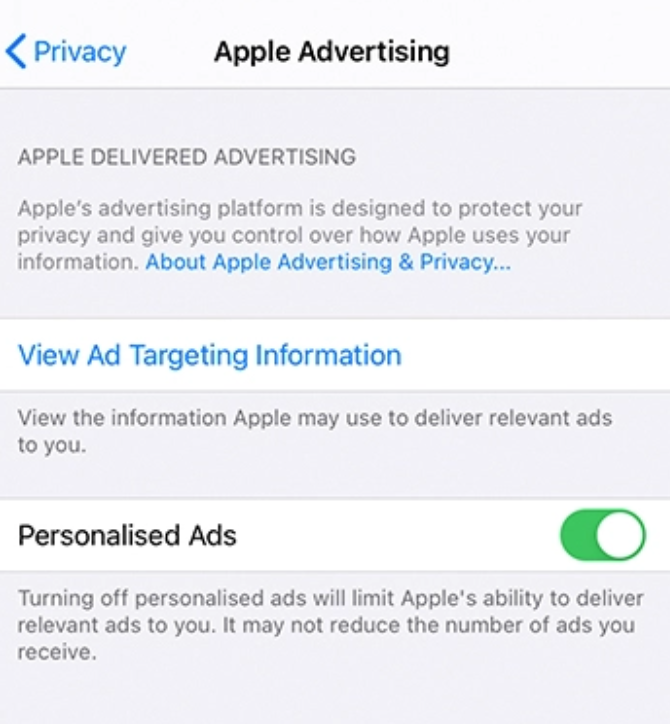 Privacy
Apple Advertising
APPLE DELIVERED ADVERTISING
Apple's advertising platform is designed to protect your
privacy and give you control over how Apple uses your
information. About Apple Advertising & Privacy...
View Ad Targeting Information
View the information Apple may use to deliver relevant ads
to you.
Personalised Ads
Turning off personalised ads will limit Apple's ability to deliver
relevant ads to you. It may not reduce the number of ads you
receive.